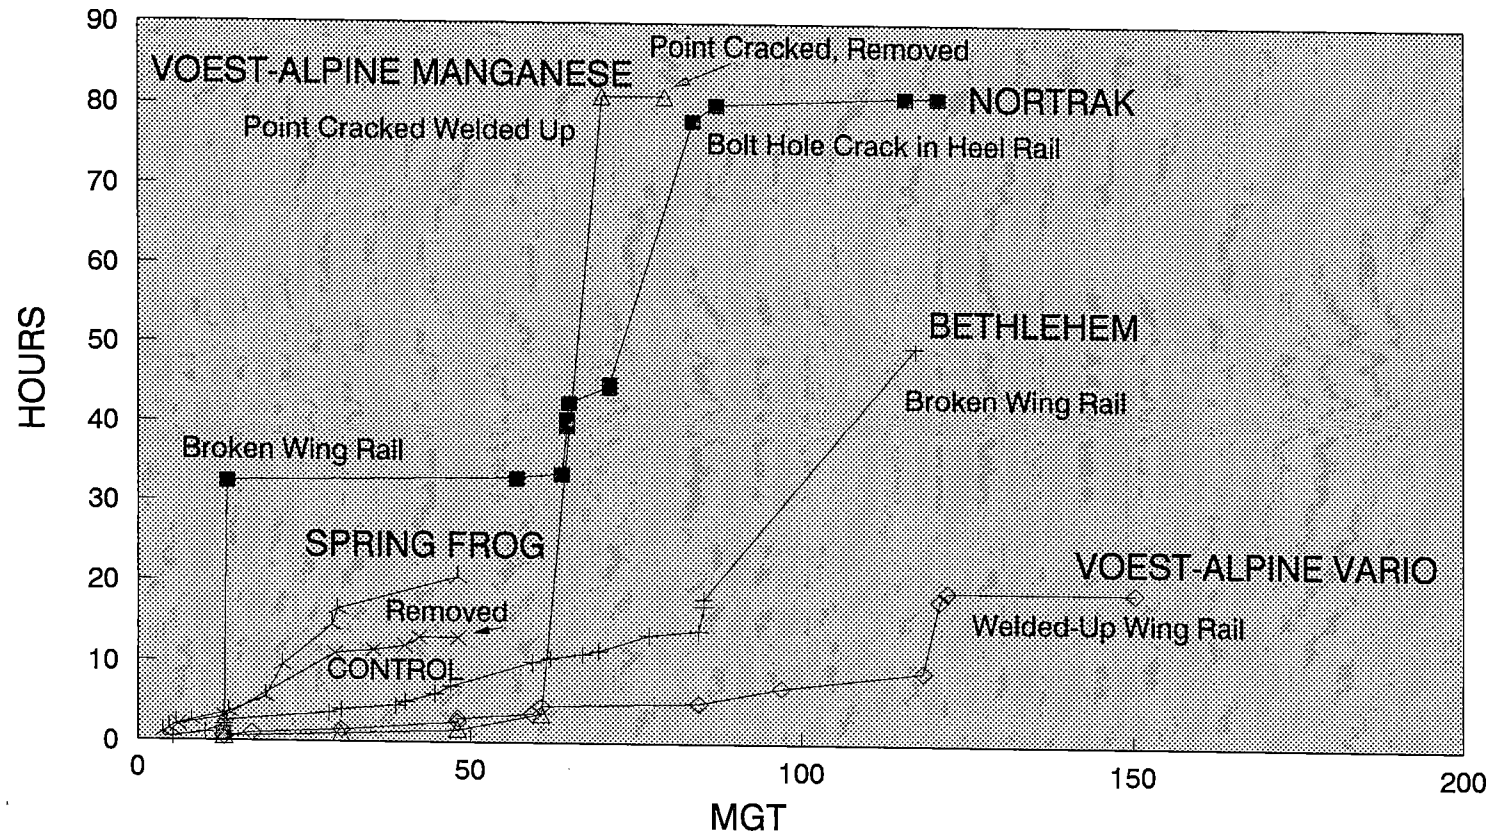 90
Point Cracked, Removed
VOEST-ALPINE MANGANESE
80
NORTRAK
Point Cracked Welded Up
Bolt Hole Crack in Heel Rail
70
60
HOURS
50
BETHLEHEM
40
Broken Wing Rail
Broken Wing Rail
30
SPRING FROG
20
VOEST-ALPINE VARIO
Removed
Welded-Up Wing Rail
10
CONTROL
0
0 50 100 150 200
MGT